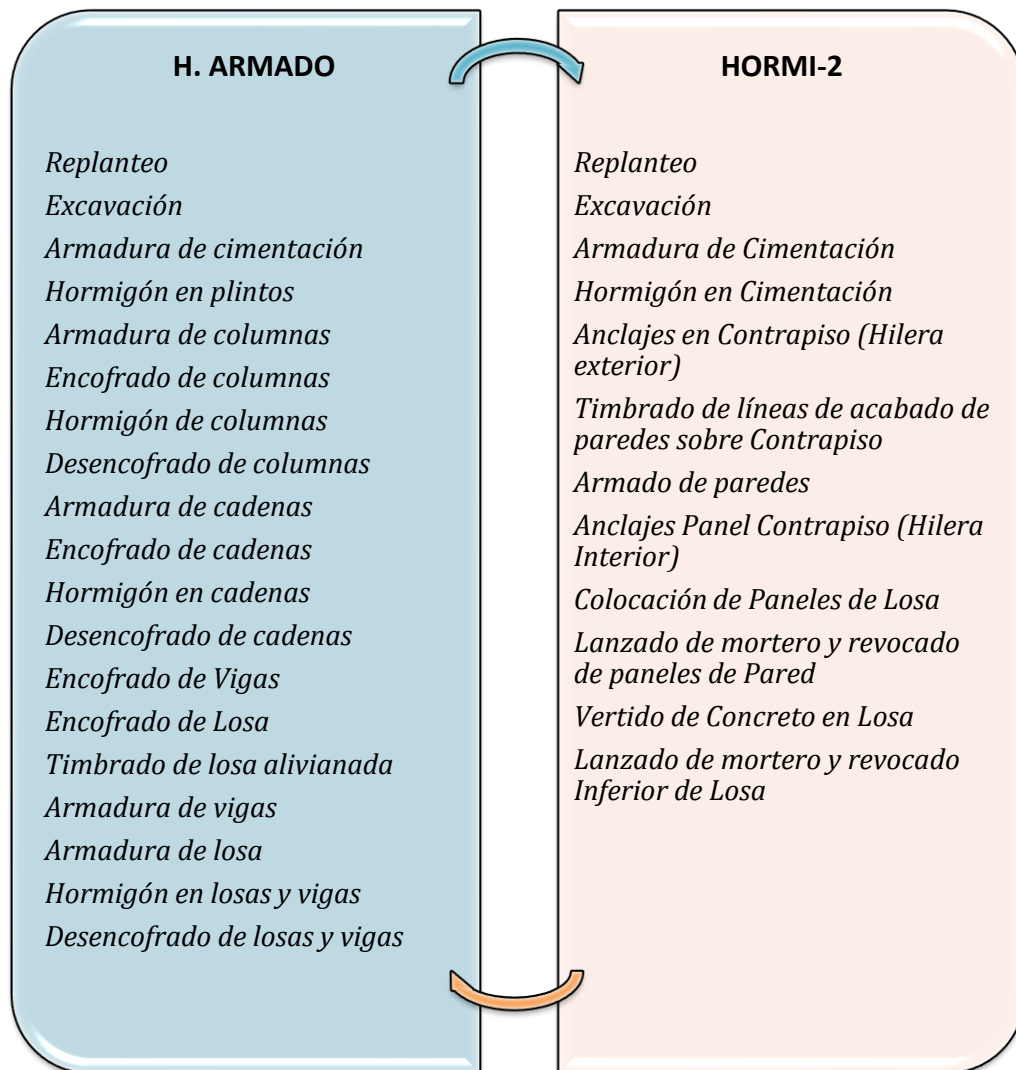 H. ARMADO
Replanteo
Excavación
Armadura de cimentación
Hormigón en plintos
Armadura de columnas
Encofrado de columnas
Hormigón de columnas
Desencofrado de columnas
Armadura de cadenas
Encofrado de cadenas
Hormigón en cadenas
Desencofrado de cadenas
Encofrado de Vigas
Encofrado de Losa
Timbrado de losa alivianada
Armadura de vigas
Armadura de losa
Hormigón en losas y vigas
Desencofrado de losas y vigas
HORMI-2
Replanteo
Excavación
Armadura de Cimentación
Hormigón en Cimentación
Anclajes en Contrapiso (Hilera
exterior)
Timbrado de líneas de acabado de
paredes sobre Contrapiso
Armado de paredes
Anclajes Panel Contrapiso (Hilera
Interior)
Colocación de Paneles de Losa
Lanzado de mortero y revocado
de paneles de Pared
Vertido de Concreto en Losa
Lanzado de mortero y revocado
Inferior de Losa